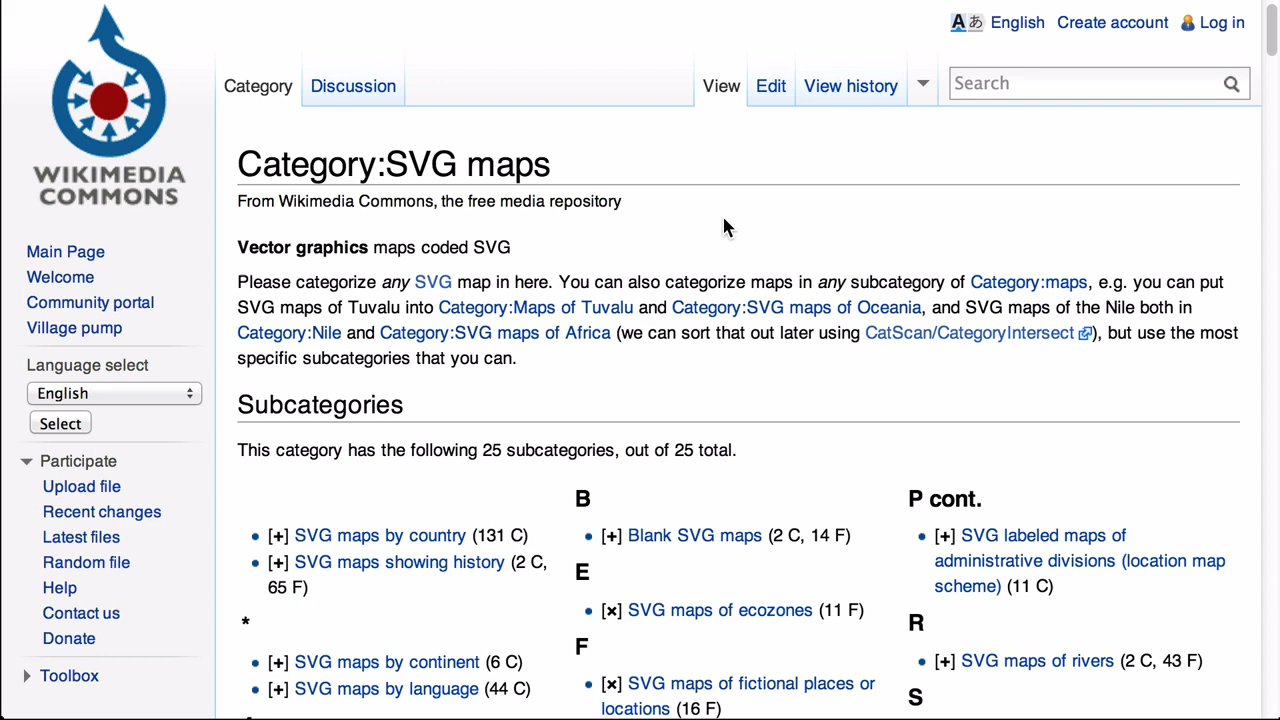 English Create account Log in
WIKIMEDIA
COMMONS
Category Discussion View Edit View history Search
Category:SVG maps
From Wikimedia Commons, the free media repository
Vector graphics maps coded SVG
Please categorize any SVG map in here. You can also categorize maps in any subcategory of Category:maps, e.g. you can put
SVG maps of Tuvalu into Category:Maps of Tuvalu and Category:SVG maps of Oceania, and SVG maps of the Nile both in
Category:Nile and Category:SVG maps of Africa (we can sort that out later using CatScan/CategoryIntersect), but use the most
specific subcategories that you can.
Subcategories
This category has the following 25 subcategories, out of 25 total.
[+] SVG maps by country (131 C)
[+] SVG maps showing history (2 C,
65 F)
*
[+] SVG maps by continent (6 C)
[+] SVG maps by language (44 C)
B
[+] Blank SVG maps (2 C, 14 F)
E
[×] SVG maps of ecozones (11 F)
F
[×] SVG maps of fictional places or
locations (16 F)
P cont.
[+] SVG labeled maps of
administrative divisions (location map
scheme) (11 C)
R
[+] SVG maps of rivers (2 C, 43 F)
S
Main Page
Welcome
Community portal
Village pump
Language select
English
Select
Participate
Upload file
Recent changes
Latest files
Random file
Help
Contact us
Donate
Toolbox